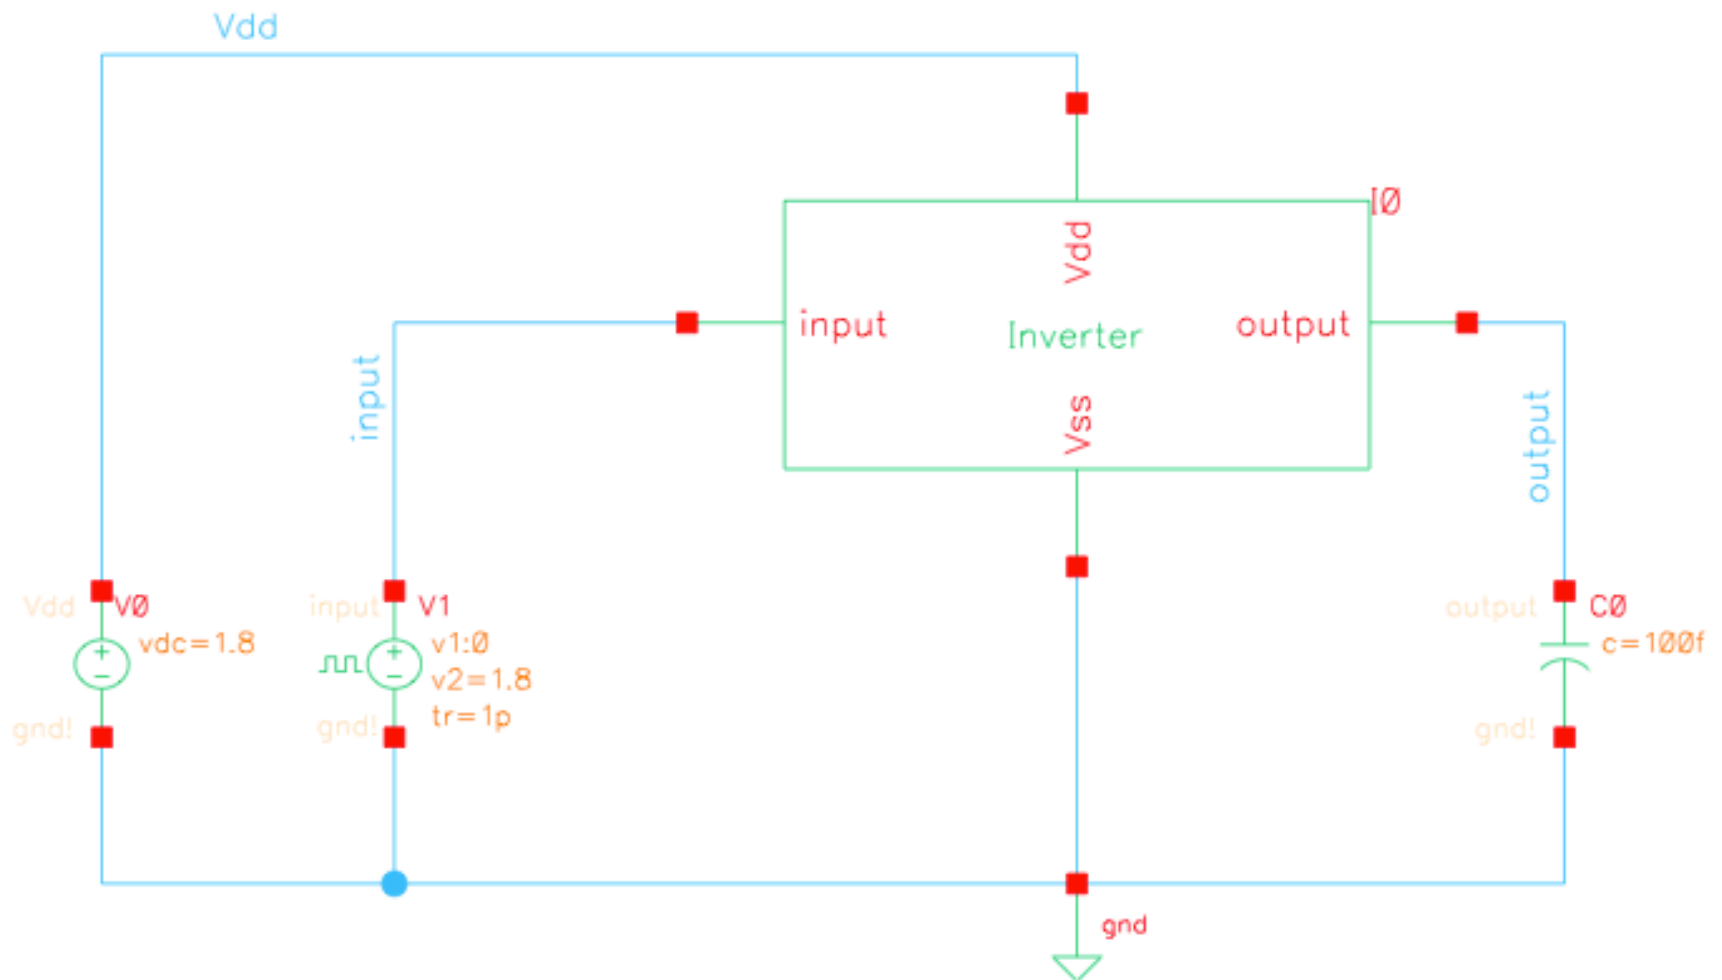 Vdd
I0
Vdd
input
Inverter
output
Vss
input
output
Vdd
V0
vdc=1.8
gnd!
input
V1
v1:0
v2=1.8
tr=1p
gnd!
output
C0
c=100f
gnd!
gnd